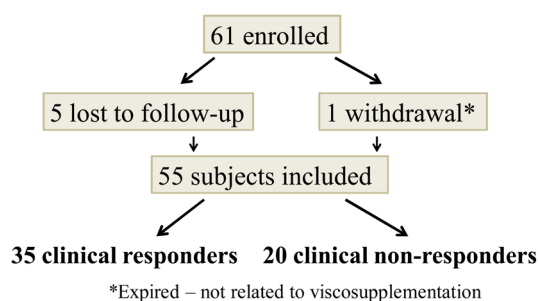 61 enrolled
5 lost to follow-up
1 withdrawal*
55 subjects included
35 clinical responders
20 clinical non-responders
*Expired – not related to viscosupplementation